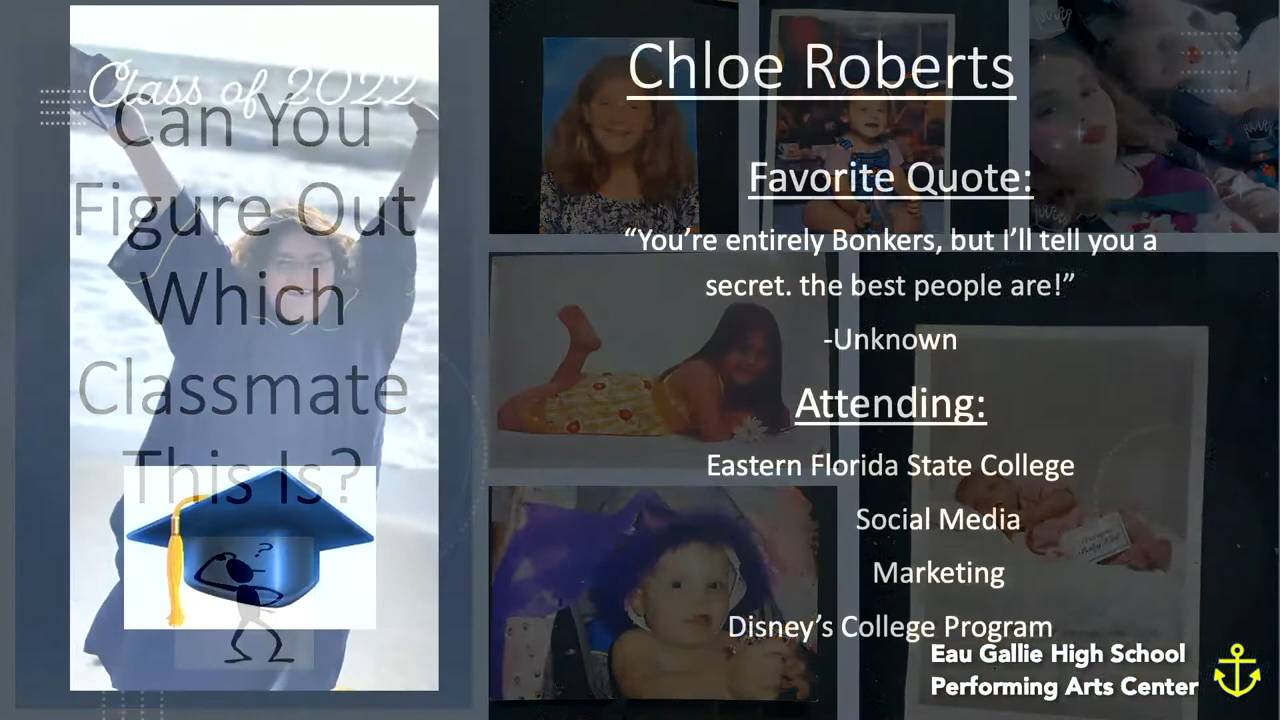 Class of 2022
Can You
Figure Out
Which
Classmate
This Is?
?
Chloe Roberts
Favorite Quote:
“You’re entirely Bonkers, but I’ll tell you a
secret. the best people are!”
-Unknown
Attending:
Eastern Florida State College
Social Media
Marketing
Disney’s College Program
Eau Gallie High School
Performing Arts Center